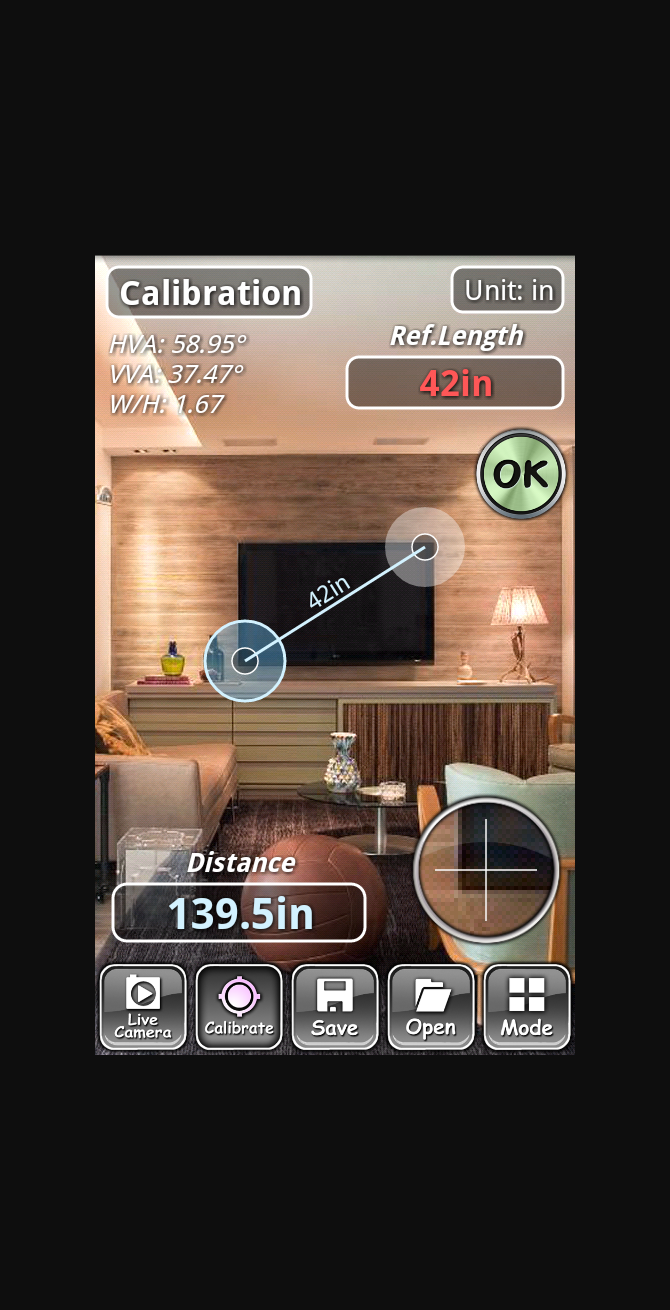 Calibration
Unit: in
HVA: 58.95°
VVA: 37.47°
W/H: 1.67
Ref.Length
42in
OK
42in
Distance
139.5in
Live
Camera
Calibrate
Save
Open
Mode